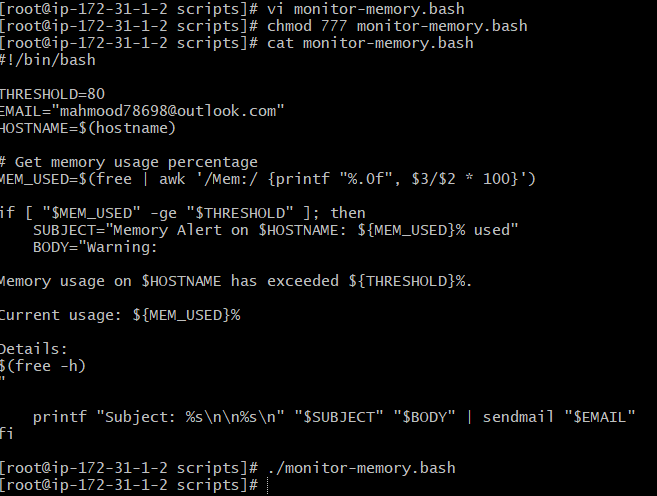 [root@ip-172-31-1-2 scripts]# vi monitor-memory.bash
[root@ip-172-31-1-2 scripts]# chmod 777 monitor-memory.bash
[root@ip-172-31-1-2 scripts]# cat monitor-memory.bash
#!/bin/bash

THRESHOLD=80
EMAIL="mahmood78698@outlook.com"
HOSTNAME=$(hostname)

# Get memory usage percentage
MEM_USED=$(free | awk '/Mem:/ {printf "%.0f", $3/$2 * 100}')

if [ "$MEM_USED" -ge "$THRESHOLD" ]; then
    SUBJECT="Memory Alert on $HOSTNAME: ${MEM_USED}% used"
    BODY="Warning:

Memory usage on $HOSTNAME has exceeded ${THRESHOLD}%.

Current usage: ${MEM_USED}%

Details:
$(free -h)
"

    printf "Subject: %s\n\n%s\n" "$SUBJECT" "$BODY" | sendmail "$EMAIL"
fi

[root@ip-172-31-1-2 scripts]# ./monitor-memory.bash
[root@ip-172-31-1-2 scripts]#